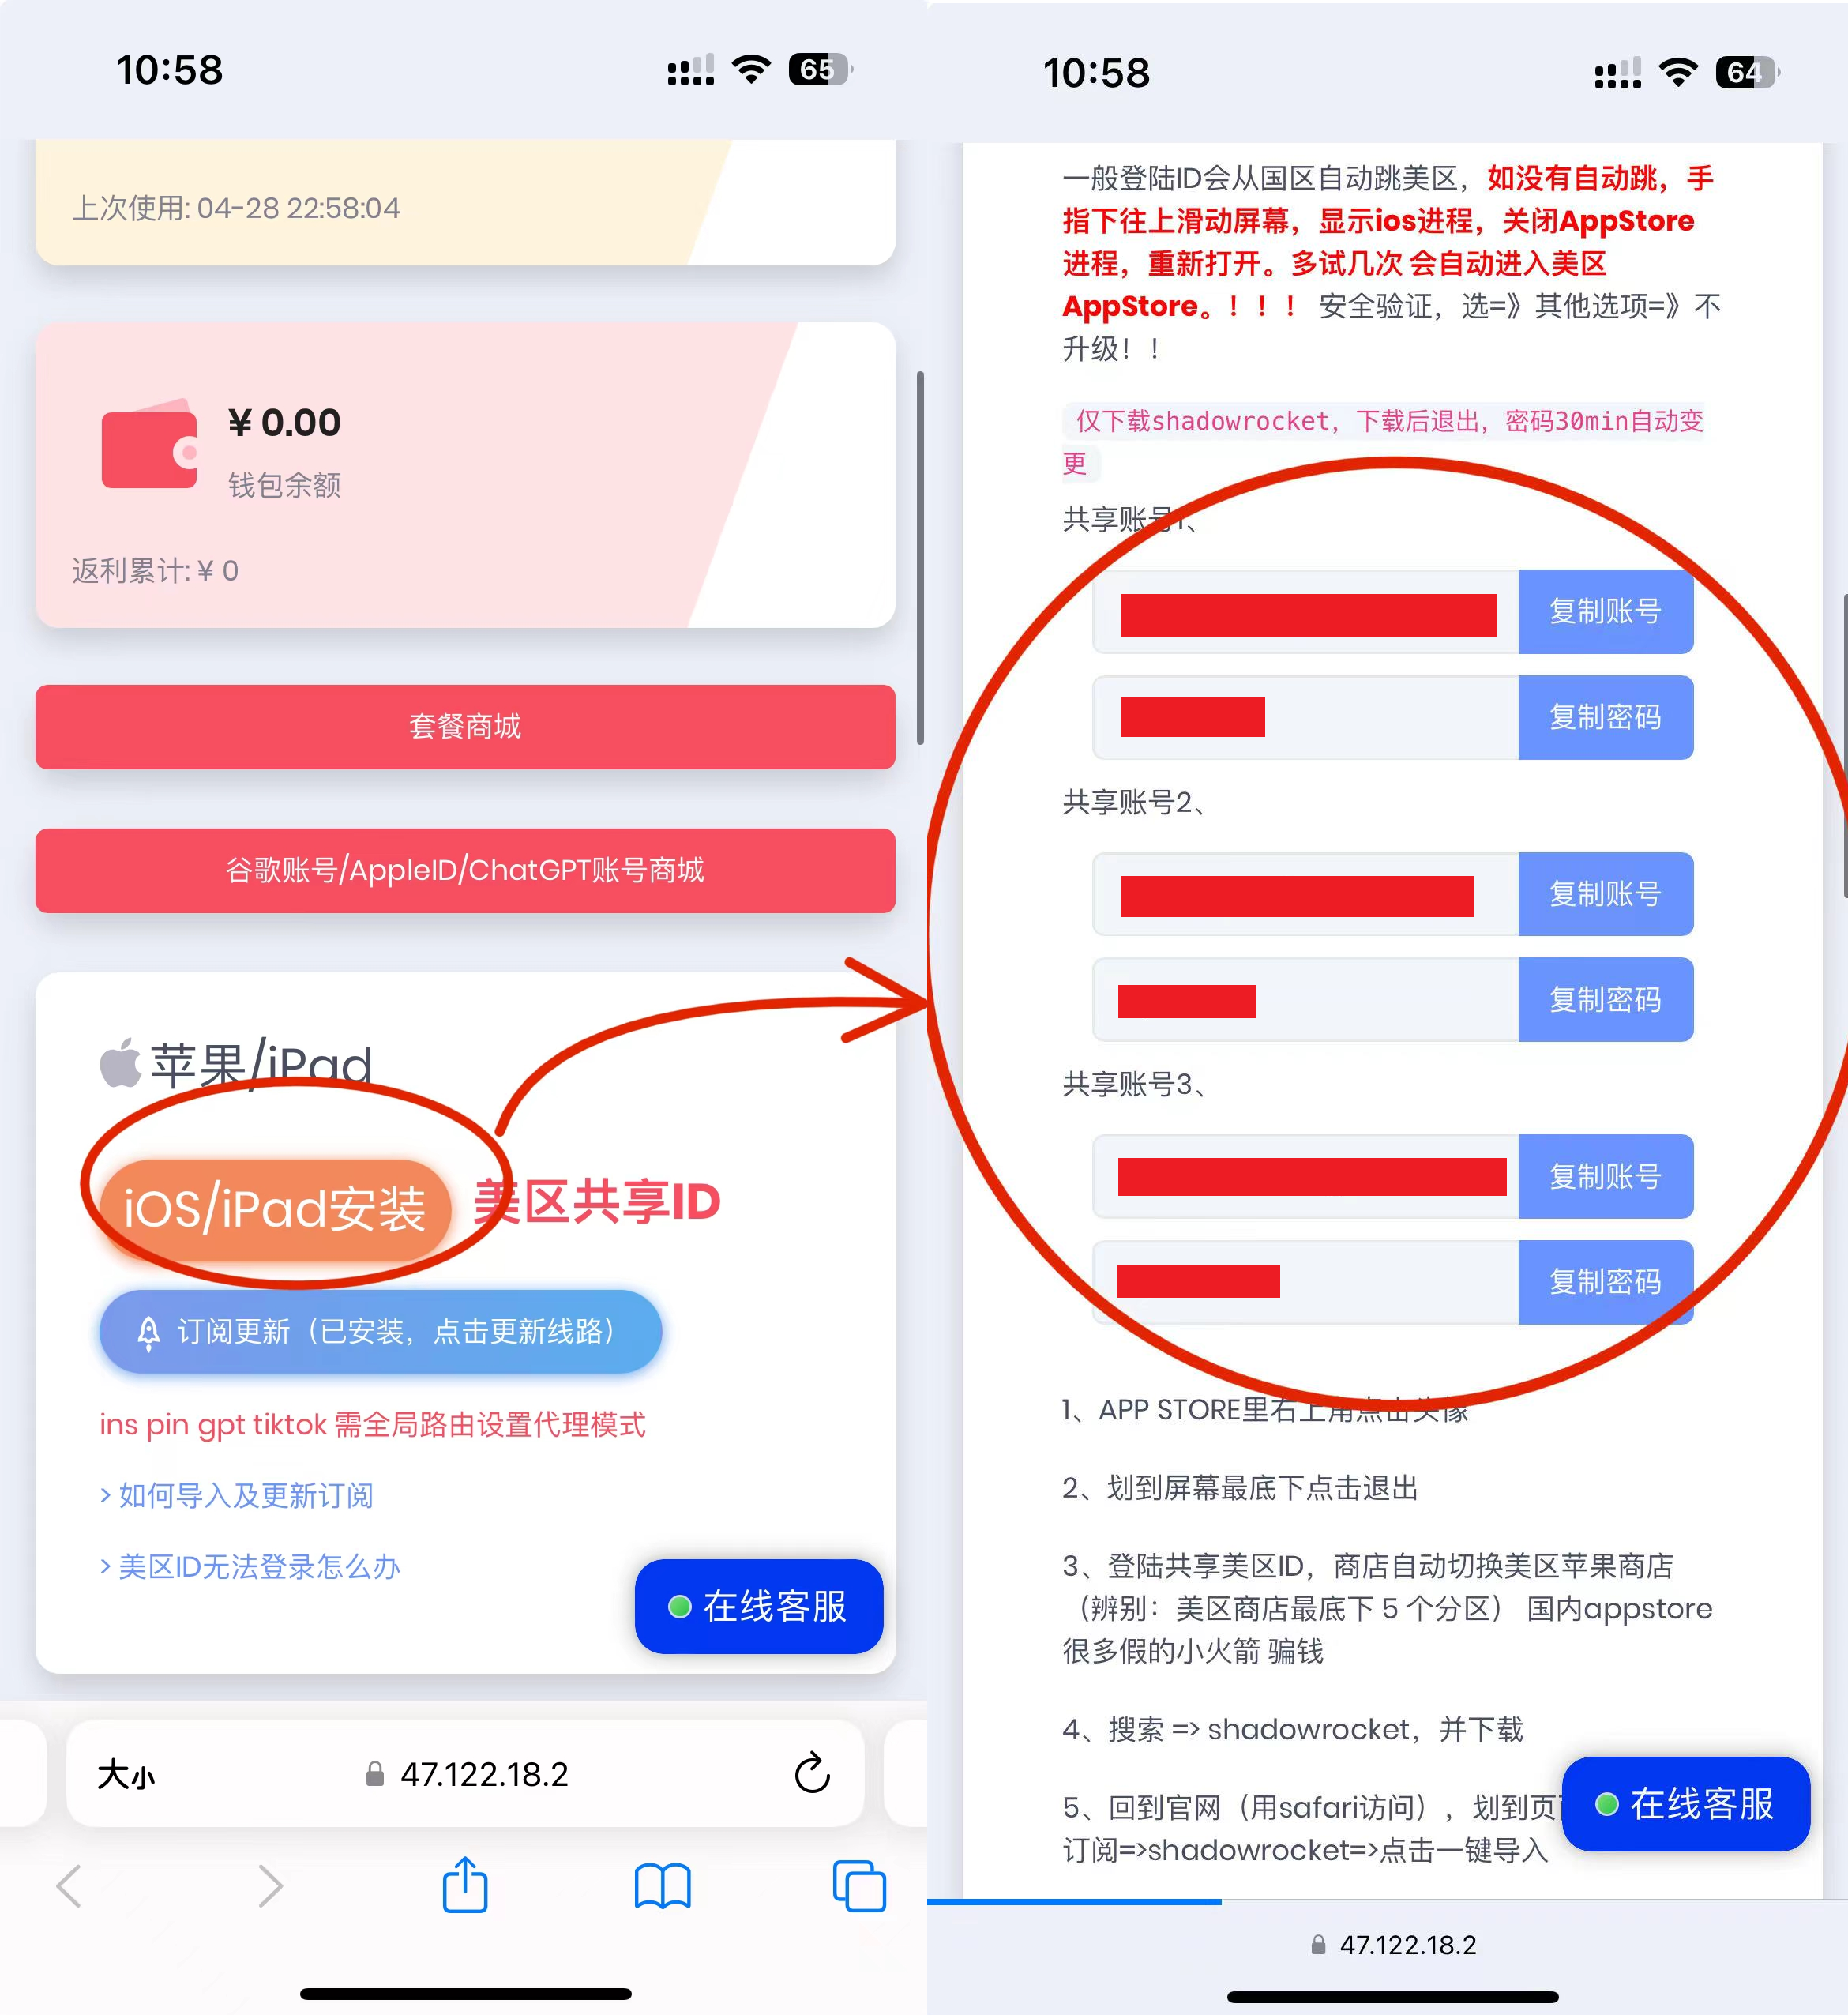 10:58
65
上次使用: 04-28 22:58:04
¥ 0.00
钱包余额
返利累计: ¥ 0
套餐商城
谷歌账号/AppleID/ChatGPT账号商城
苹果/iPad
iOS/iPad安装
美区共享ID
订阅更新（已安装，点击更新线路）
ins pin gpt tiktok 需全局路由设置代理模式
> 如何导入及更新订阅
> 美区ID无法登录怎么办
在线客服
大小
47.122.18.2
10:58
64
一般登陆ID会从国区自动跳美区，如没有自动跳，手
指下往上滑动屏幕，显示ios进程，关闭AppStore
进程，重新打开。多试几次 会自动进入美区
AppStore。！！！ 安全验证，选=》其他选项=》不
升级！！
仅下载shadowrocket，下载后退出，密码30min自动变
更
共享账号1、
复制账号
复制密码
共享账号2、
复制账号
复制密码
共享账号3、
复制账号
复制密码
1、APP STORE里右上角点击头像
2、划到屏幕最底下点击退出
3、登陆共享美区ID，商店自动切换美区苹果商店
（辨别：美区商店最底下 5 个分区） 国内appstore
很多假的小火箭 骗钱
4、搜索 => shadowrocket，并下载
5、回到官网（用safari访问），划到页
订阅=>shadowrocket=>点击一键导入
在线客服
47.122.18.2